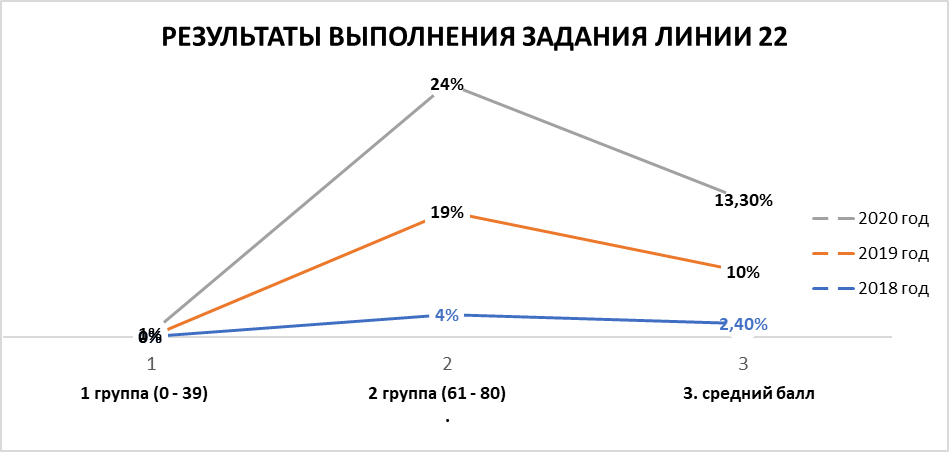 РЕЗУЛЬТАТЫ ВЫПОЛНЕНИЯ ЗАДАНИЯ ЛИНИИ 22
24%
13,30%
19%
10%
4%
2,40%
1%
2020 год
2019 год
2018 год
1 2 3
1 группа (0 - 39) 2 группа (61 - 80) 3. средний балл
.